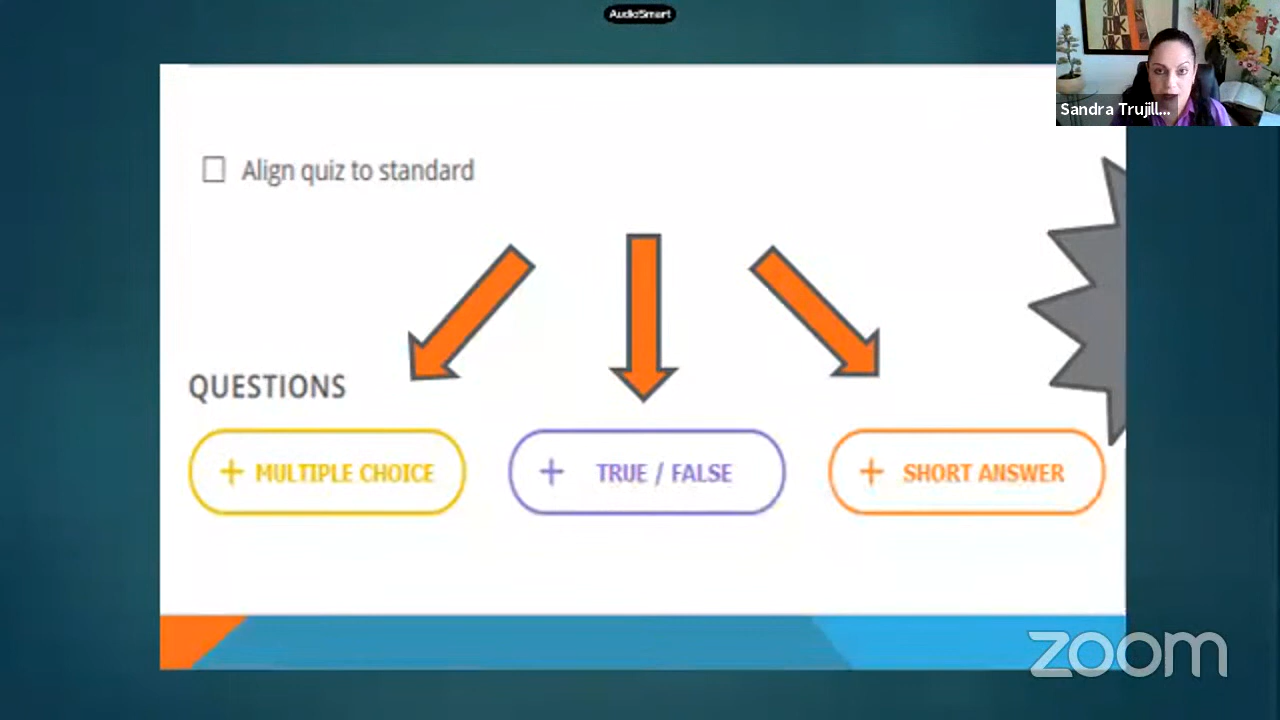 AudioSmart
Sandra Trujill...
Align quiz to standard
QUESTIONS
+ MULTIPLE CHOICE
+ TRUE / FALSE
+ SHORT ANSWER
zoom